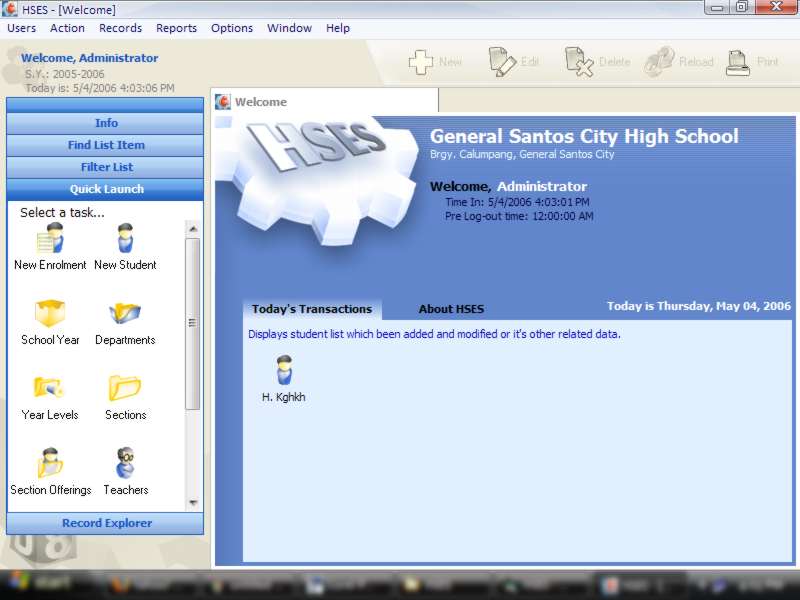 HSES - [Welcome]
Users Action Records Reports Options Window Help
Welcome, Administrator
S.Y.: 2005-2006
Today is: 5/4/2006 4:03:06 PM
New Edit Delete Reload Print
Info
Find List Item
Filter List
Quick Launch
Select a task...
New Enrolment New Student
School Year Departments
Year Levels Sections
Section Offerings Teachers
Record Explorer
Welcome
HSES
General Santos City High School
Brgy. Calumpang, General Santos City
Welcome, Administrator
Time In: 5/4/2006 4:03:01 PM
Pre Log-out time: 12:00:00 AM
Today's Transactions About HSES Today is Thursday, May 04, 2006
Displays student list which been added and modified or it's other related data.
H. Kghkh
start